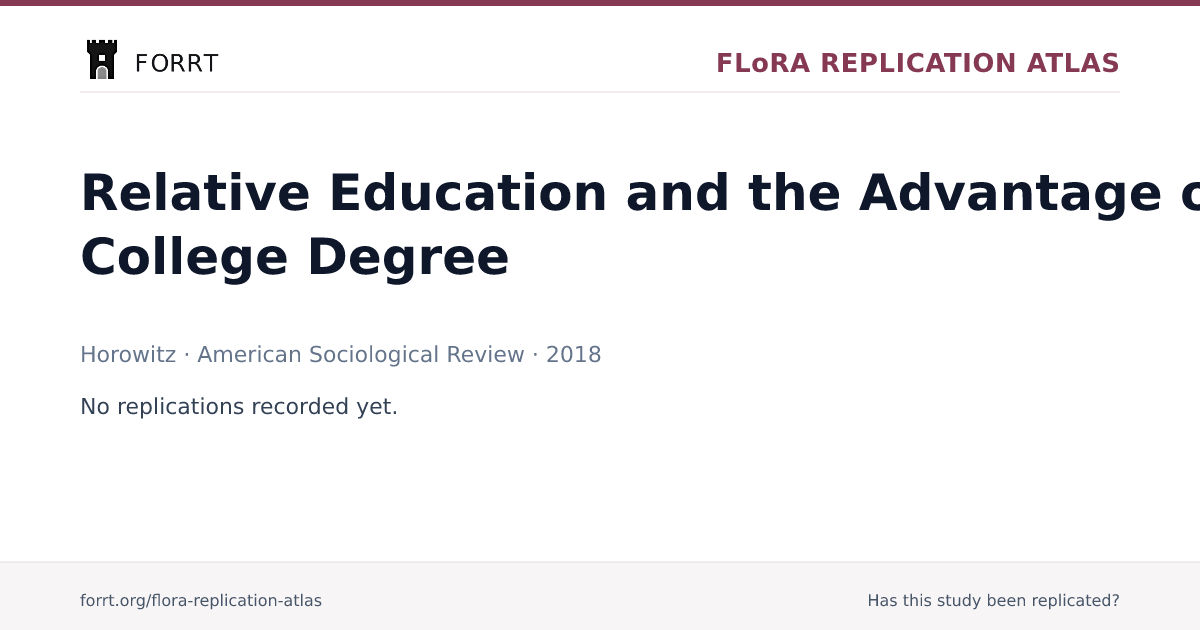 FORRT
FLoRA REPLICATION ATLAS
Relative Education and the Advantage
College Degree
Horowitz · American Sociological Review · 2018
No replications recorded yet.
forrt.org/flora-replication-atlas
Has this study been replicated?